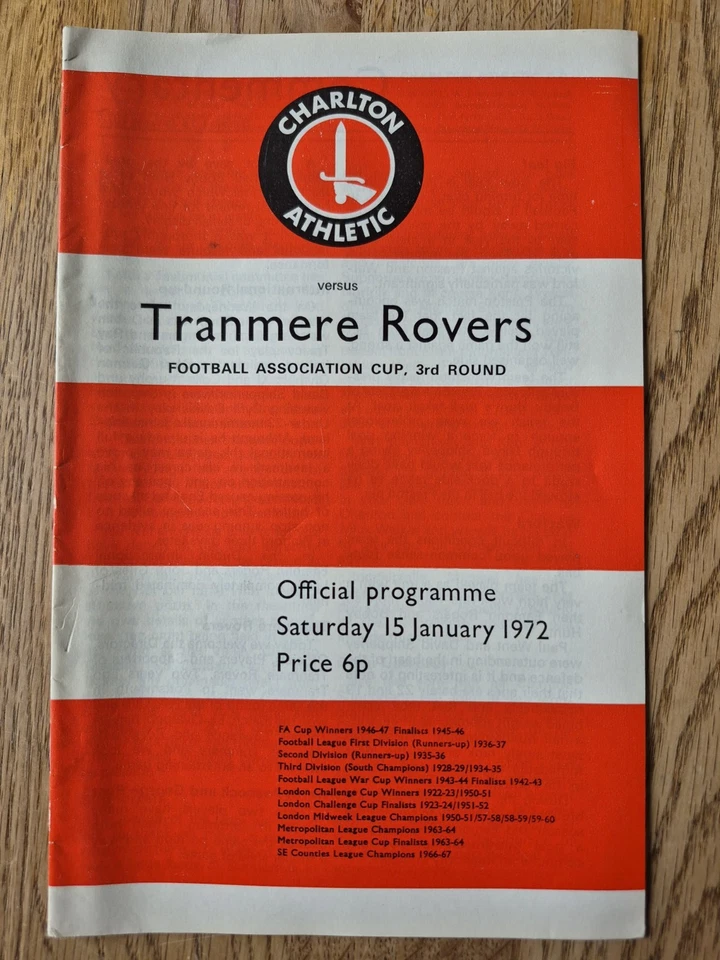 CHARLTON
ATHLETIC
versus
Tranmere Rovers
FOOTBALL ASSOCIATION CUP, 3rd ROUND
Official programme
Saturday 15 January 1972
Price 6p
FA Cup Winners 1946-47 Finalists 1945-46
Football League First Division (Runners-up) 1936-37
Second Division (Runners-up) 1935-36
Third Division (South Champions) 1928-29/1934-35
Football League War Cup Winners 1943-44 Finalists 1942-43
London Challenge Cup Winners 1922-23/1950-51
London Challenge Cup Finalists 1923-24/1951-52
London Midweek League Champions 1950-51/57-58/58-59/59-60
Metropolitan League Champions 1963-64
Metropolitan League Cup Finalists 1963-64
SE Counties League Champions 1966-67